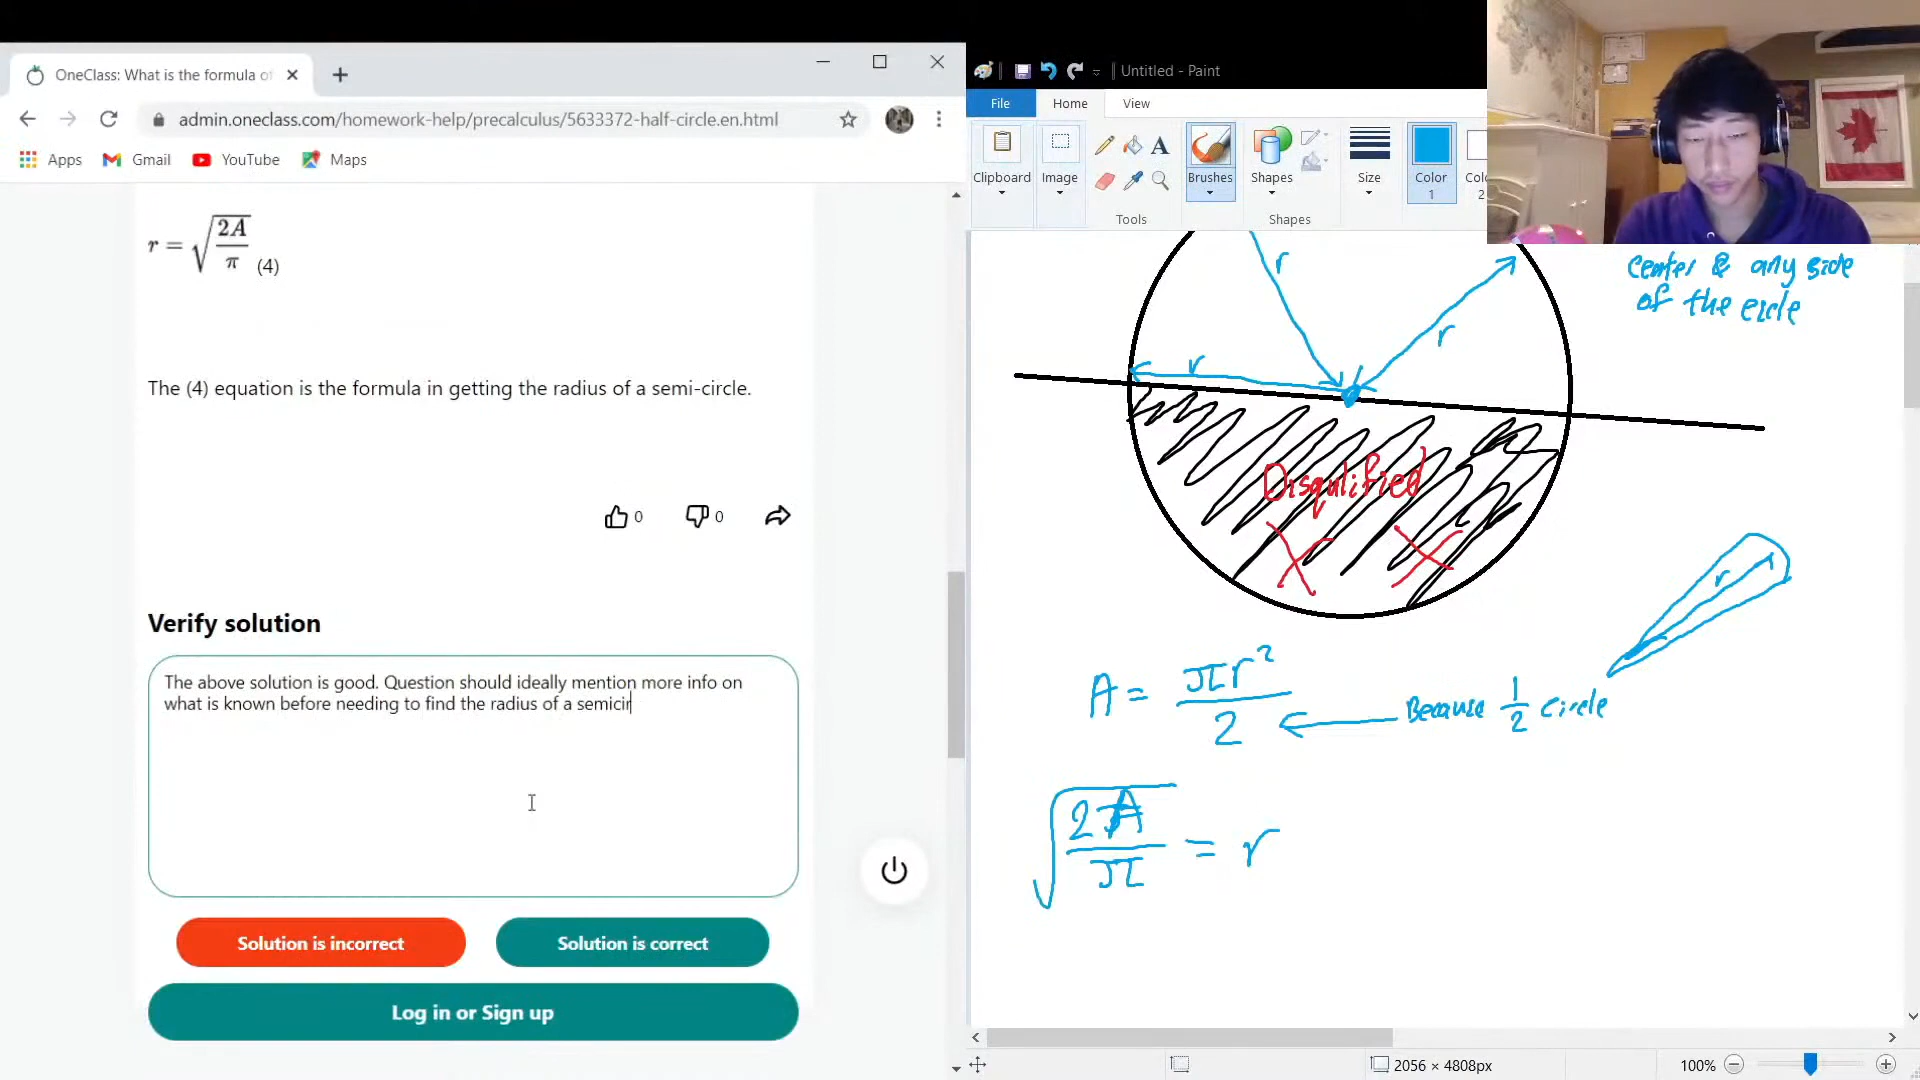 OneClass: What is the formula of
Untitled - Paint
File
Home
View
admin.oneclass.com/homework-help/precalculus/5633372-half-circle.en.html
Apps
Gmail
YouTube
Maps
Clipboard
Image
Brushes
Shapes
Size
Color
1
2
Tools
Shapes
r = √2A/π (4)
The (4) equation is the formula in getting the radius of a semi-circle.
0
0
Verify solution
The above solution is good. Question should ideally mention more info on
what is known before needing to find the radius of a semicir
Solution is incorrect
Solution is correct
Log in or Sign up
center & any side
of the circle
r
r
r
Disqulified
r
A = πr²/2
Because 1/2 circle
√2A/π = r
2056 × 4808px
100%